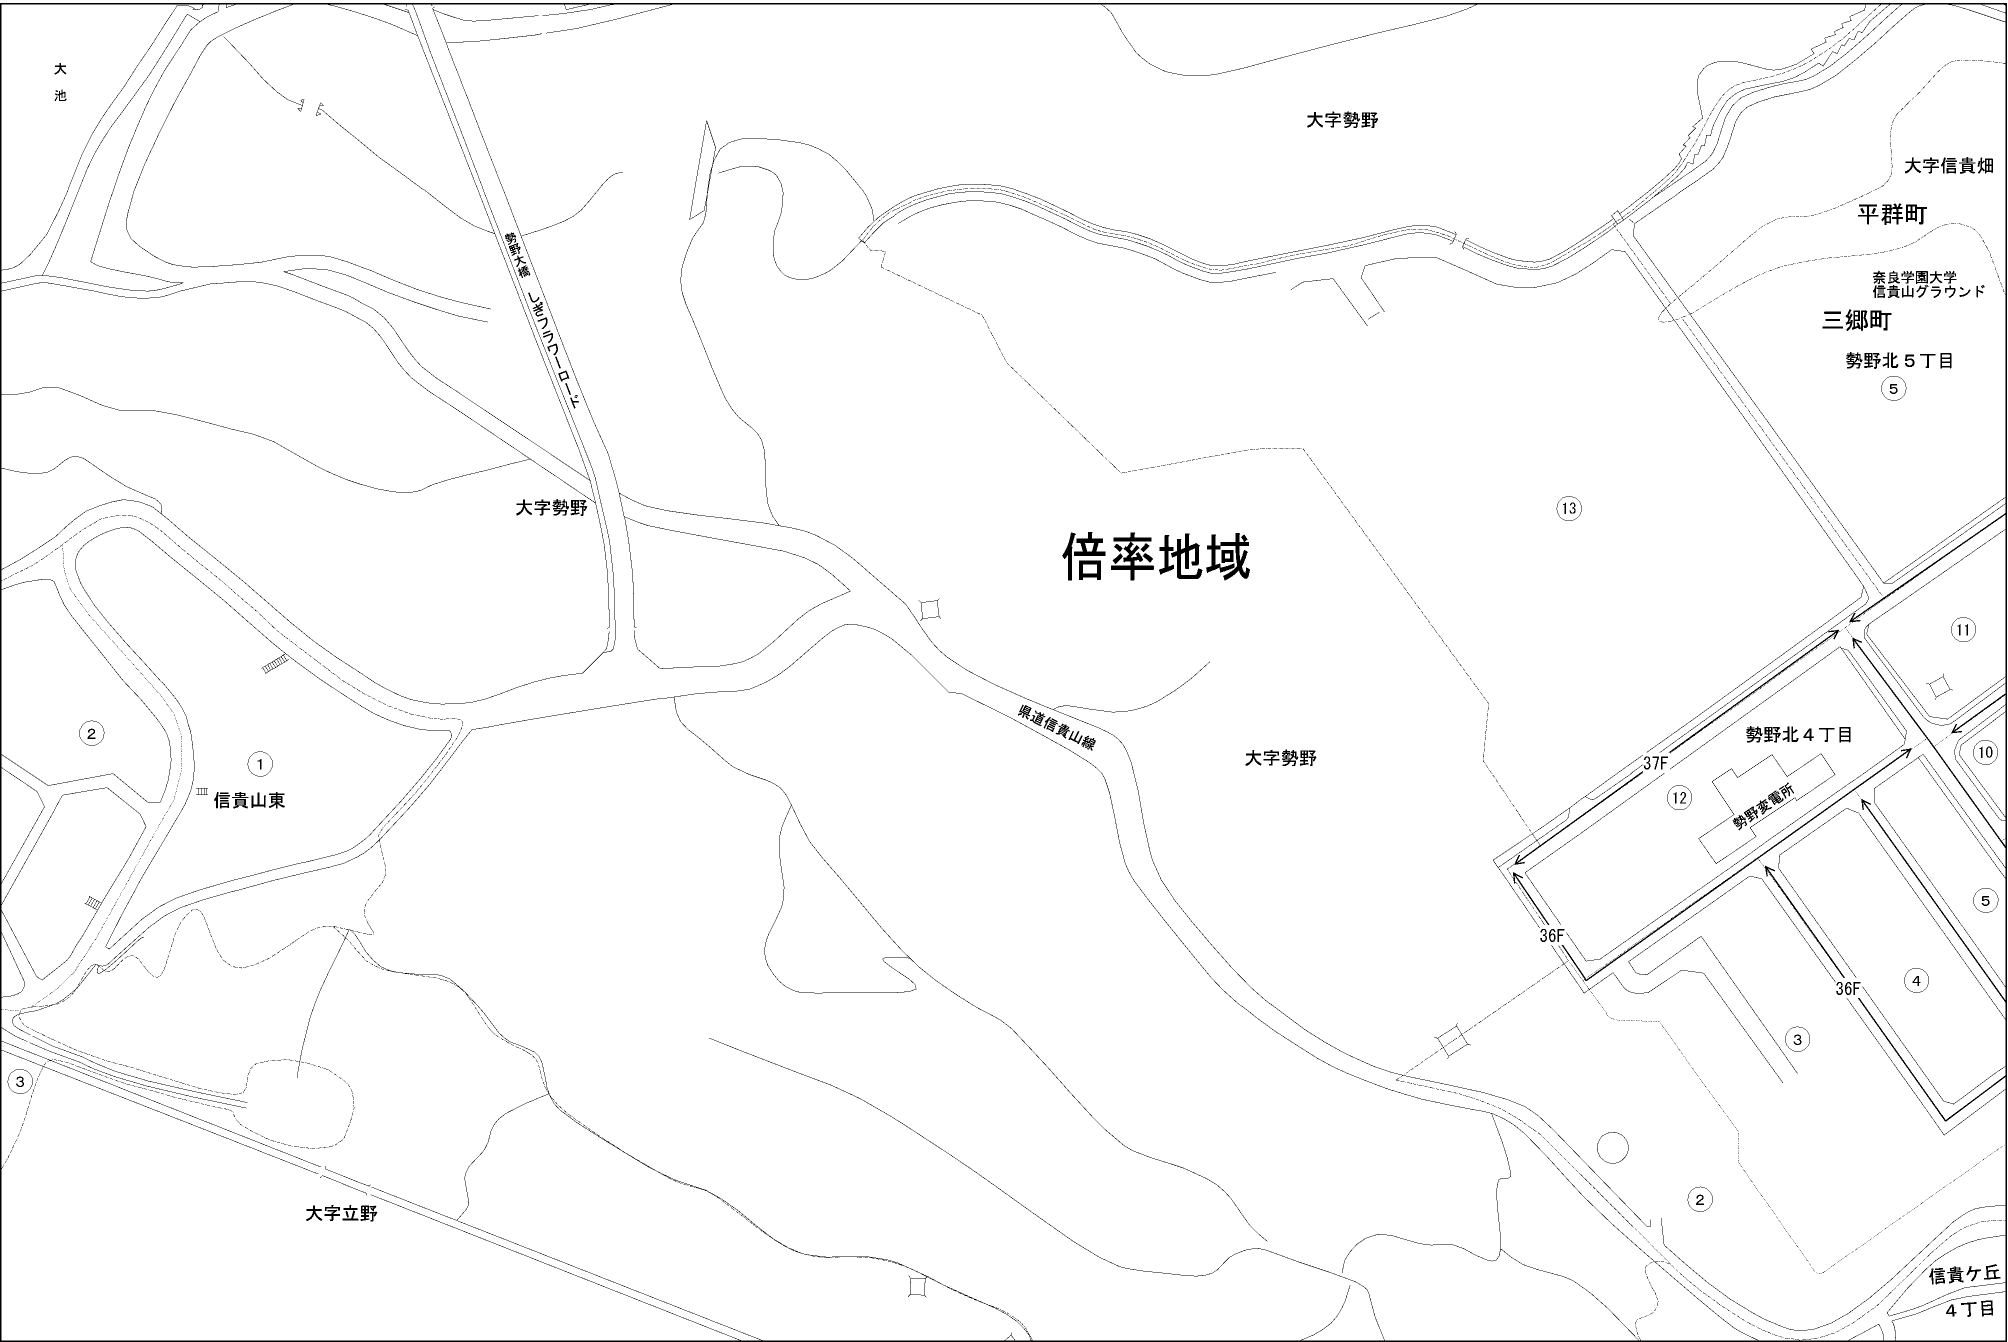 大池
大字勢野
大字信貴畑
平群町
勢野大橋
しぎフラワーロード
奈良学園大学
信貴山グラウンド
三郷町
勢野北５丁目
5
大字勢野
13
倍率地域
11
2
1
信貴山東
県道信貴山線
大字勢野
勢野北４丁目
10
37F
12
勢野変電所
5
36F
4
36F
3
3
2
大字立野
信貴ケ丘
４丁目